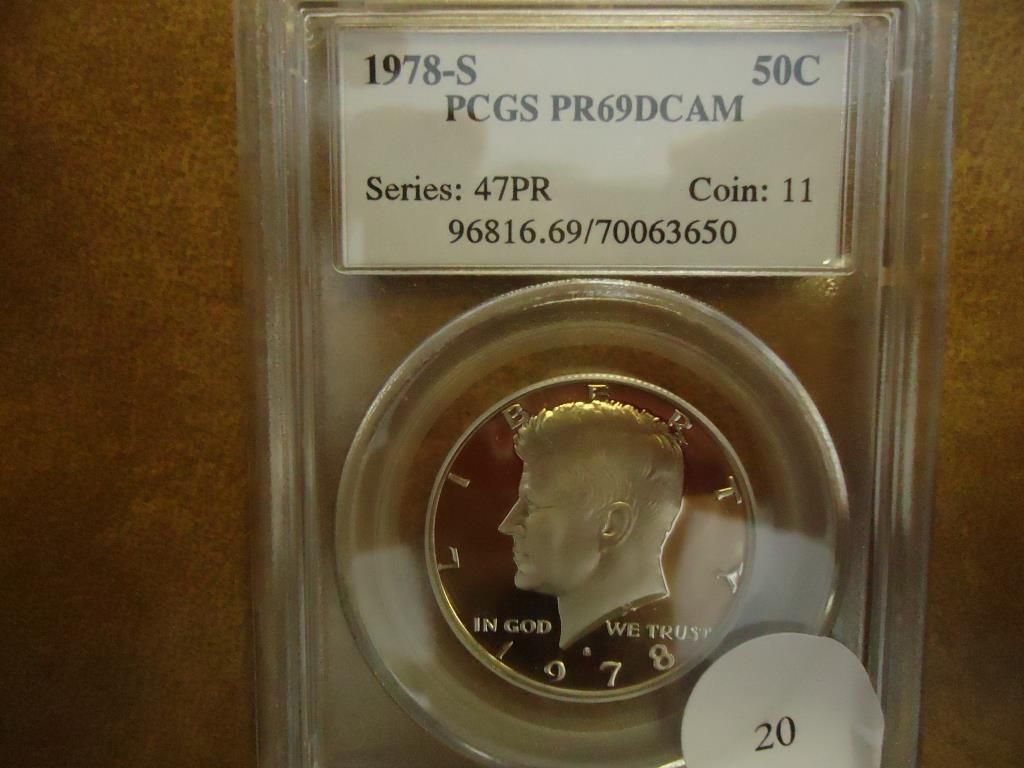 1978-S 50C
PCGS PR69DCAM
Series: 47PR Coin: 11
96816.69/70063650
LIBERTY
IN GOD WE TRUST
S
1978
20